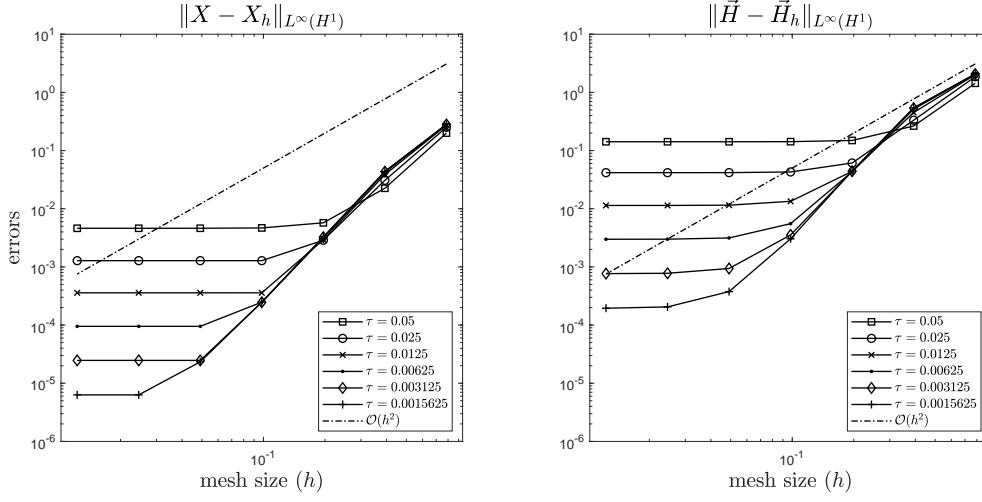 ‖X − X_h‖_{L^∞(H^1)}
10^1
10^0
10^{-1}
10^{-2}
10^{-3}
10^{-4}
10^{-5}
10^{-6}
errors
τ = 0.05
τ = 0.025
τ = 0.0125
τ = 0.00625
τ = 0.003125
τ = 0.0015625
𝒪(h^2)
10^{-1}
mesh size (h)
‖H⃗ − H⃗_h‖_{L^∞(H^1)}
10^1
10^0
10^{-1}
10^{-2}
10^{-3}
10^{-4}
10^{-5}
10^{-6}
τ = 0.05
τ = 0.025
τ = 0.0125
τ = 0.00625
τ = 0.003125
τ = 0.0015625
𝒪(h^2)
10^{-1}
mesh size (h)